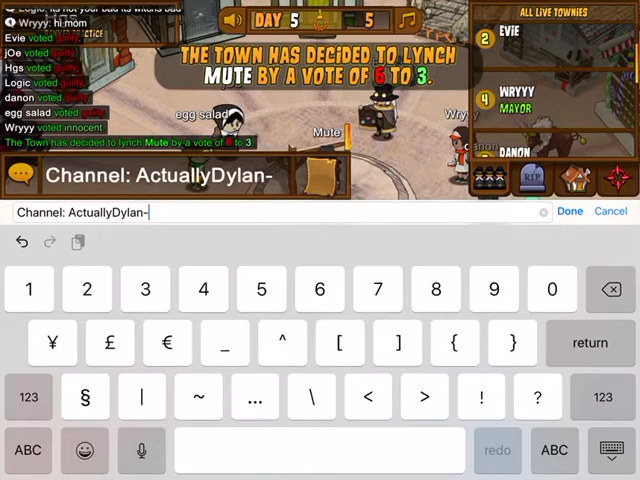 Logic: its not your bad its witchs bad
Wryyy: hi mom
Evie voted guilty.
jOe voted guilty.
Hgs voted guilty.
Logic voted guilty.
danon voted guilty.
egg salad voted guilty.
Wryyy voted innocent.
The Town has decided to lynch Mute by a vote of 6 to 3
RANKED PRACTICE
DAY 5
5
THE TOWN HAS DECIDED TO LYNCH
MUTE BY A VOTE OF 6 TO 3.
egg salad
Mute
Wryyy
danon
ALL LIVE TOWNIES
2 EVIE
4 WRYYY
MAYOR
DANON
RIP
Channel: ActuallyDylan-
Channel: ActuallyDylan-
Done Cancel
1 2 3 4 5 6 7 8 9 0
¥ £ € _ ^ [ ] { } return
123 § | ~ ... \ < > ! ? 123
ABC redo ABC